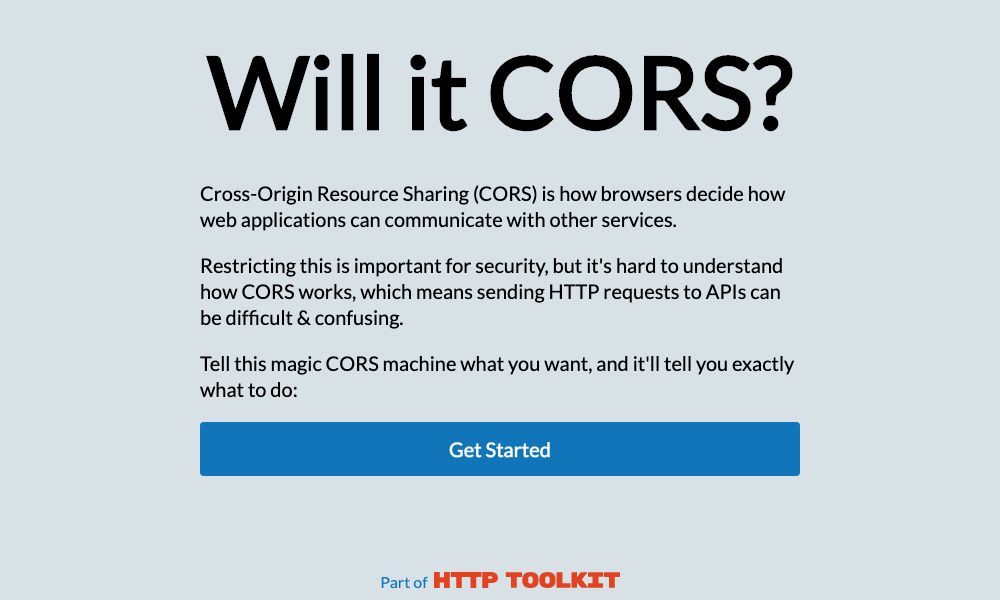 Will it CORS?
Cross-Origin Resource Sharing (CORS) is how browsers decide how
web applications can communicate with other services.
Restricting this is important for security, but it's hard to understand
how CORS works, which means sending HTTP requests to APIs can
be difficult & confusing.
Tell this magic CORS machine what you want, and it'll tell you exactly
what to do:
Get Started
Part of HTTP TOOLKIT